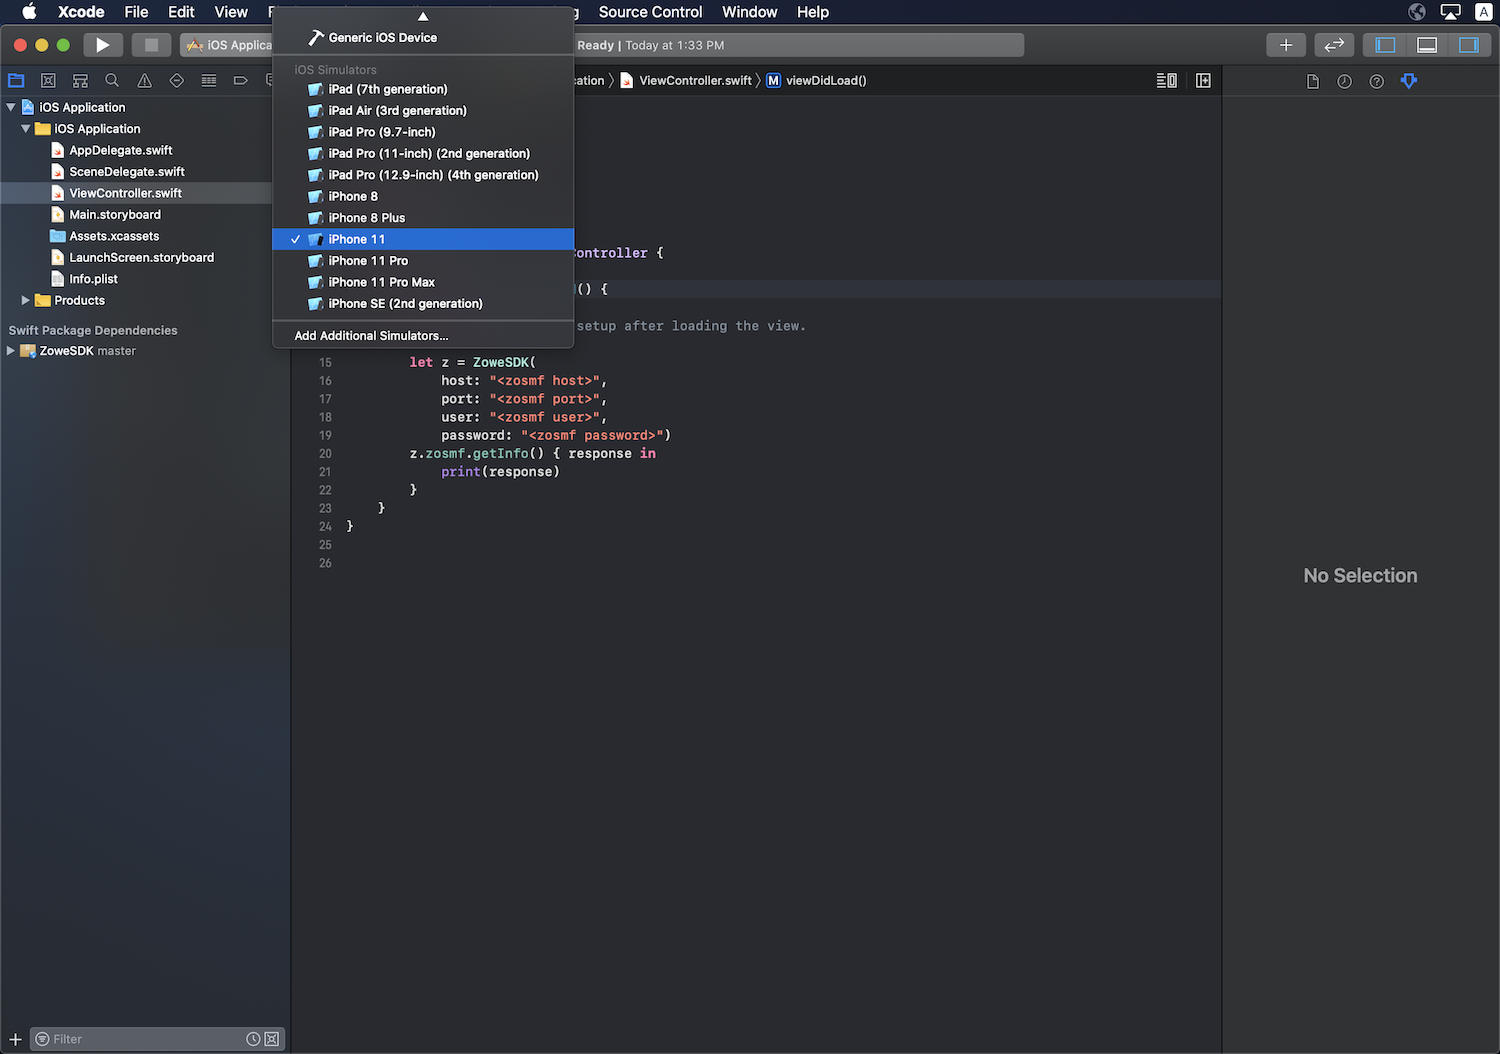 Xcode File Edit View Source Control Window Help
iOS Applica
Ready | Today at 1:33 PM
Generic iOS Device
iOS Simulators
iPad (7th generation)
iPad Air (3rd generation)
iPad Pro (9.7-inch)
iPad Pro (11-inch) (2nd generation)
iPad Pro (12.9-inch) (4th generation)
iPhone 8
iPhone 8 Plus
✓ iPhone 11
iPhone 11 Pro
iPhone 11 Pro Max
iPhone SE (2nd generation)
Add Additional Simulators...
cation 〉 ViewController.swift 〉 M viewDidLoad()
iOS Application
iOS Application
AppDelegate.swift
SceneDelegate.swift
ViewController.swift
Main.storyboard
Assets.xcassets
LaunchScreen.storyboard
Info.plist
Products
Swift Package Dependencies
ZoweSDK master
Filter
Controller {
() {
setup after loading the view.
15 let z = ZoweSDK(
16 host: "<zosmf host>",
17 port: "<zosmf port>",
18 user: "<zosmf user>",
19 password: "<zosmf password>")
20 z.zosmf.getInfo() { response in
21 print(response)
22 }
23 }
24 }
25
26
No Selection
A